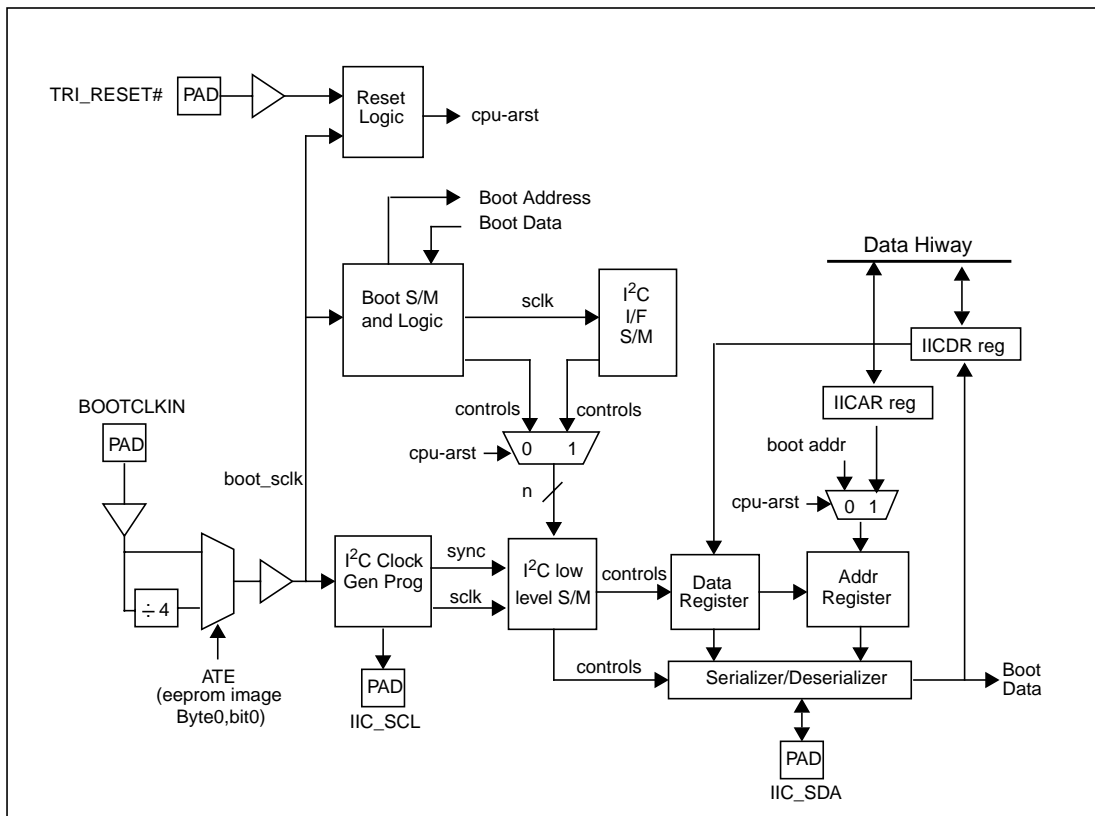 TRI_RESET#
PAD
Reset
Logic
cpu-arst
Boot Address
Boot Data
Data Hiway
Boot S/M
and Logic
sclk
I²C
I/F
S/M
IICDR reg
IICAR reg
BOOTCLKIN
PAD
controls
controls
cpu-arst
0 1
boot addr
cpu-arst
0 1
boot_sclk
n
÷ 4
I²C Clock
Gen Prog
sync
sclk
I²C low
level S/M
controls
Data
Register
Addr
Register
ATE
(eeprom image
Byte0,bit0)
PAD
IIC_SCL
controls
Serializer/Deserializer
Boot
Data
PAD
IIC_SDA